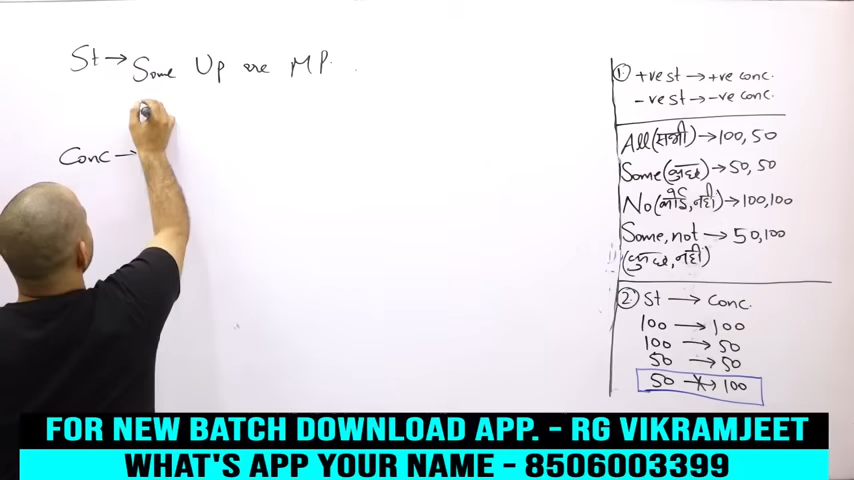 St → Some Up are MP.
Conc →
① +ve st → +ve conc.
-ve st → -ve conc.
All (सभी) → 100, 50
Some (कुछ) → 50, 50
No (कोई, नहीं) → 100, 100
Some, not → 50, 100
(कुछ, नहीं)
② St → Conc.
100 → 100
100 → 50
50 → 50
50 → 100
FOR NEW BATCH DOWNLOAD APP. - RG VIKRAMJEET
WHAT'S APP YOUR NAME - 8506003399